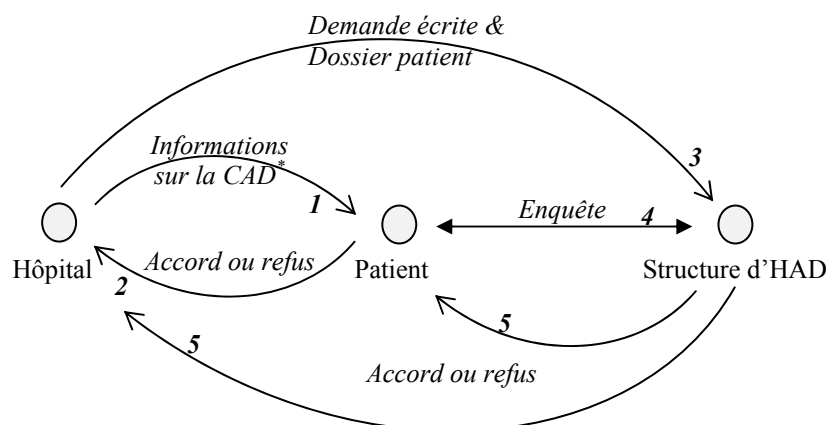 Demande écrite &
Dossier patient
Informations
sur la CAD*
3
1
Enquête
4
Hôpital
Accord ou refus
Patient
Structure d'HAD
2
5
5
Accord ou refus